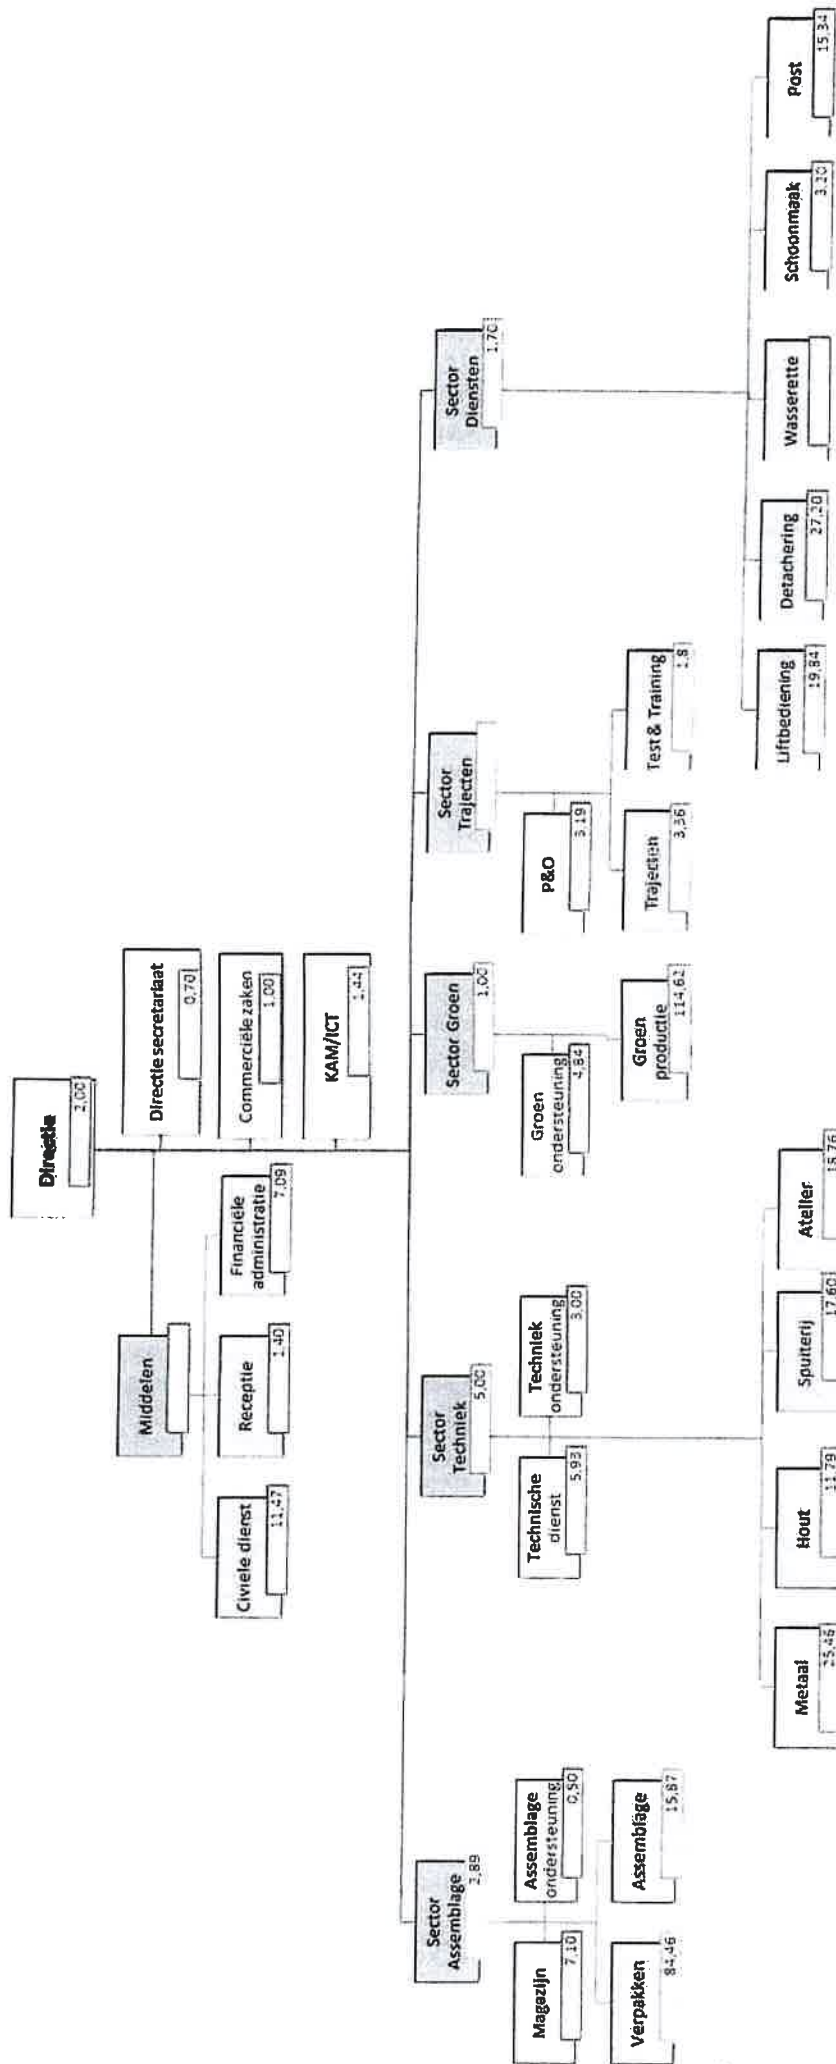 Directie
2,00
Directie secretariaat
0,70
Commerciële zaken
1,00
KAM/ICT
1,44
Middelen
Civiele dienst
11,47
Receptie
1,40
Financiële
administratie
7,09
Sector
Assemblage
2,89
Magazijn
7,10
Assemblage
ondersteuning
0,50
Verpakken
84,46
Assemblage
15,87
Sector
Techniek
5,00
Technische
dienst
5,93
Techniek
ondersteuning
3,00
Metaal
25,46
Hout
11,79
Spuiterij
17,60
Atelier
18,76
Sector Groen
1,00
Groen
ondersteuning
4,84
Groen
productie
114,62
Sector
Trajecten
P&O
3,19
Trajecten
3,36
Test & Training
1,8
Sector
Diensten
1,70
Liftbediening
19,84
Detachering
27,20
Wasserette
Schoonmaak
3,20
Post
15,34